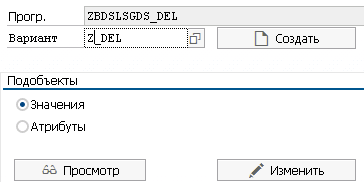 Прогр. ZBDSLSGDS_DEL
Вариант Z_DEL Создать
Подобъекты
Значения
Атрибуты
Просмотр Изменить